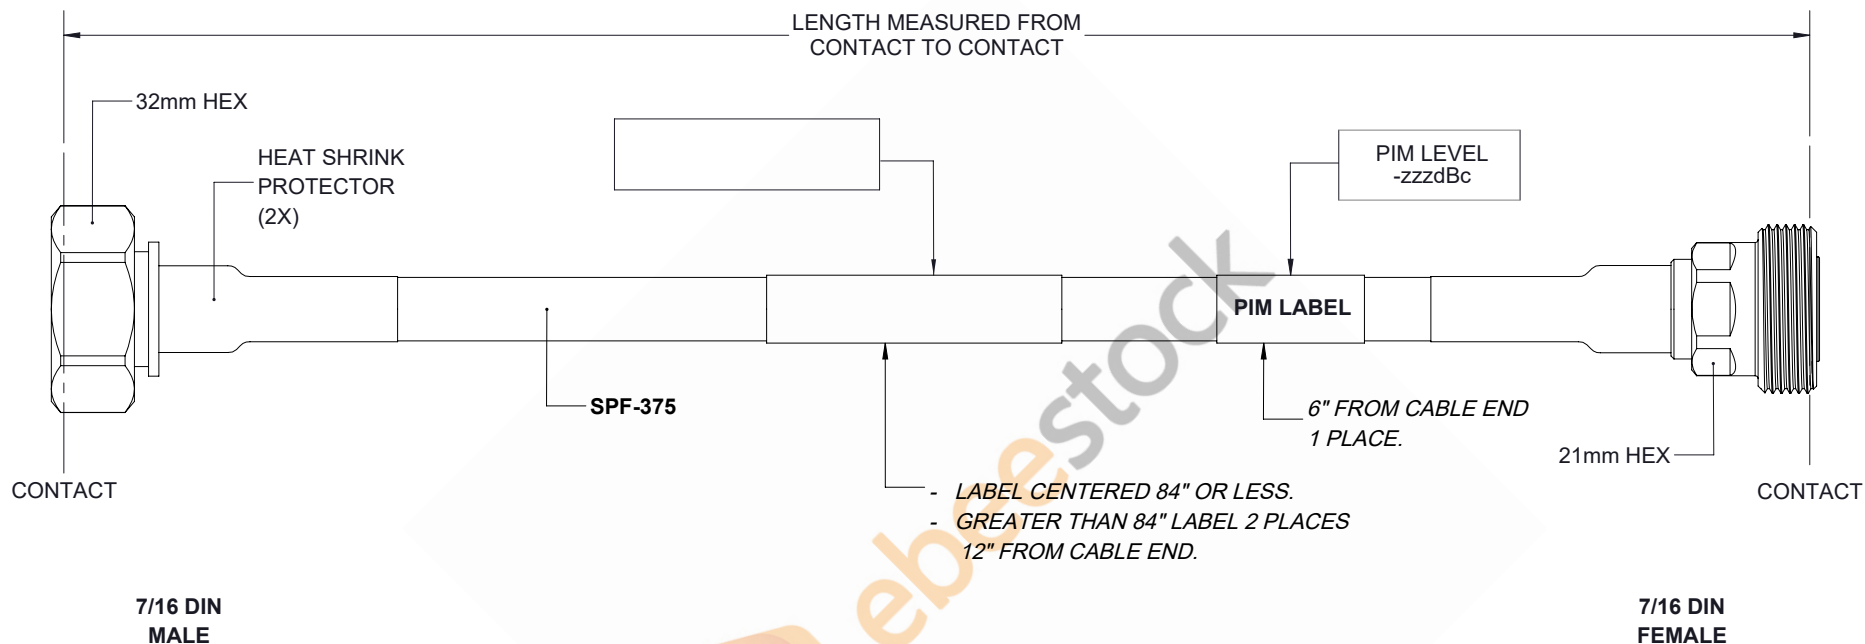 LENGTH MEASURED FROM
CONTACT TO CONTACT
32mm HEX
HEAT SHRINK
PROTECTOR
(2X)
PIM LEVEL
-zzzdBc
PIM LABEL
SPF-375
6" FROM CABLE END
1 PLACE.
21mm HEX
CONTACT
CONTACT
- LABEL CENTERED 84" OR LESS.
- GREATER THAN 84" LABEL 2 PLACES
12" FROM CABLE END.
7/16 DIN
MALE
7/16 DIN
FEMALE
ebeestock